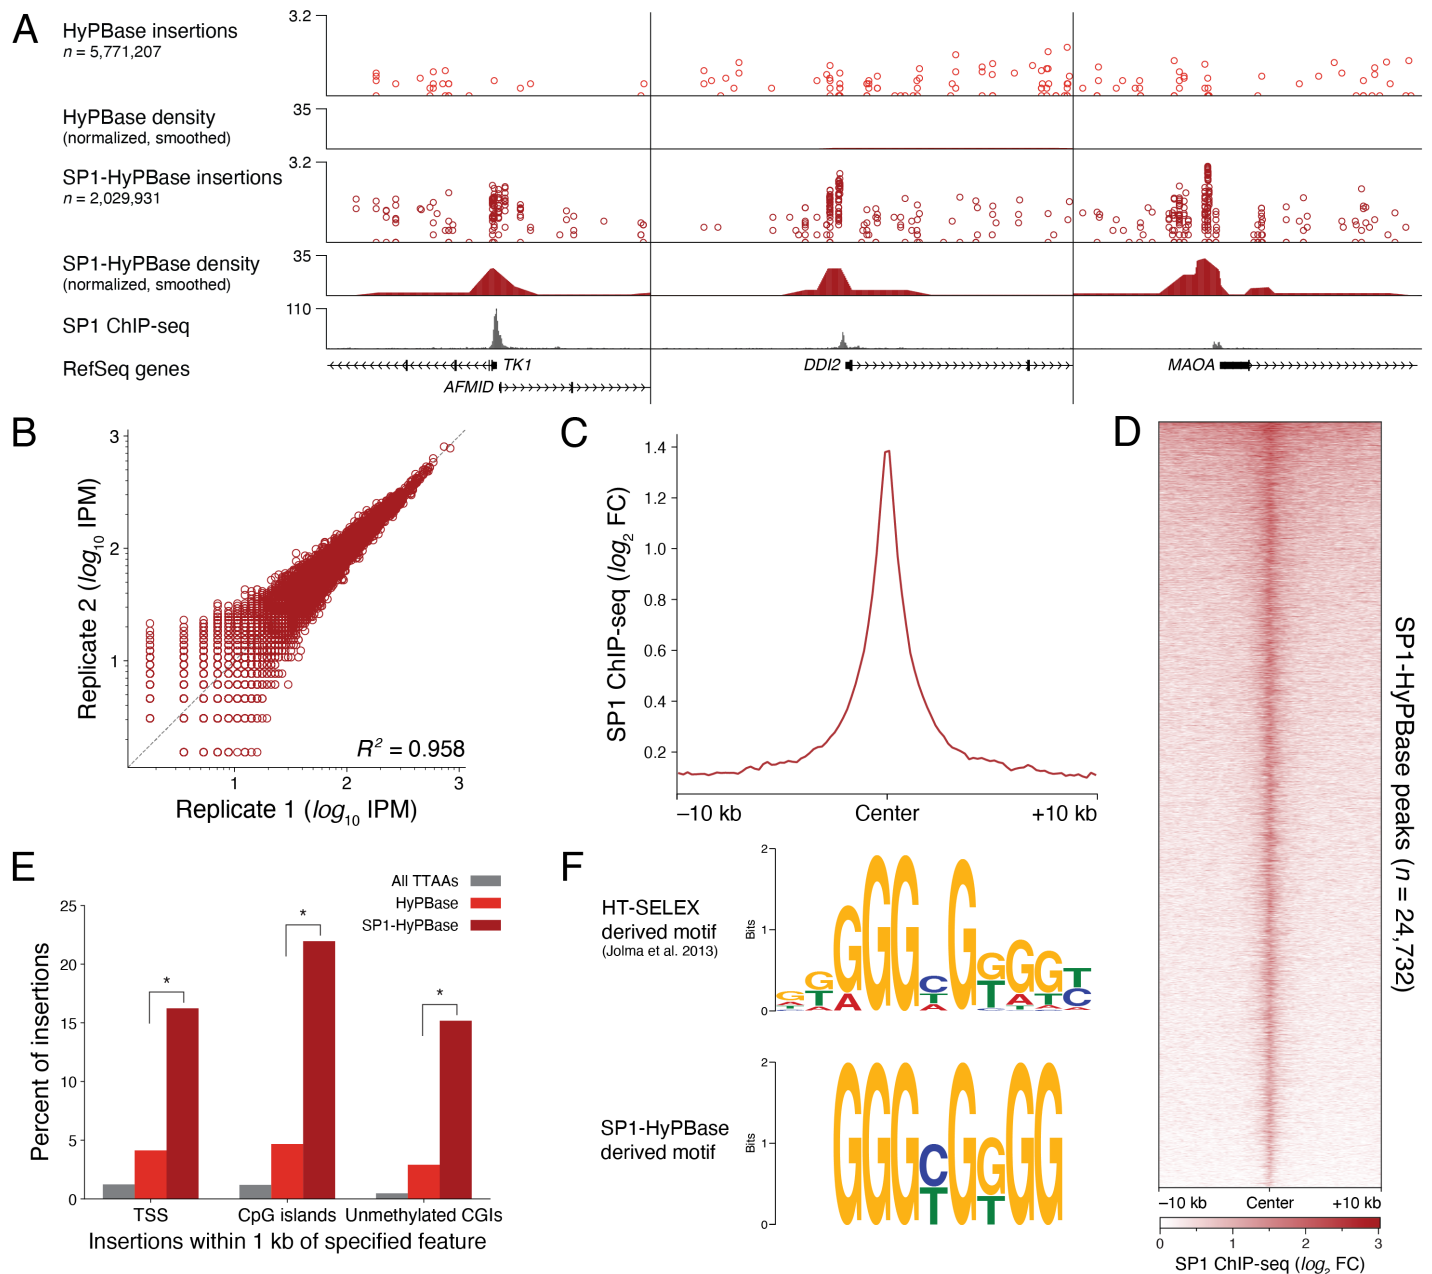 A
HyPBase insertions
n = 5,771,207
3.2
HyPBase density
(normalized, smoothed)
35
SP1-HyPBase insertions
n = 2,029,931
3.2
SP1-HyPBase density
(normalized, smoothed)
35
SP1 ChIP-seq
110
RefSeq genes
TK1
DDI2
MAOA
AFMID
B
3
2
1
Replicate 2 (log10 IPM)
R2 = 0.958
1 2 3
Replicate 1 (log10 IPM)
C
1.4
1.2
1.0
0.8
0.6
0.4
0.2
SP1 ChIP-seq (log2 FC)
–10 kb Center +10 kb
D
SP1-HyPBase peaks (n = 24,732)
–10 kb Center +10 kb
0 1 2 3
SP1 ChIP-seq (log2 FC)
E
All TTAAs
HyPBase
SP1-HyPBase
25
20
15
10
5
0
Percent of insertions
*
*
*
TSS CpG islands Unmethylated CGIs
Insertions within 1 kb of specified feature
F
HT-SELEX
derived motif
(Jolma et al. 2013)
2
1
0
Bits
SP1-HyPBase
derived motif
2
1
0
Bits